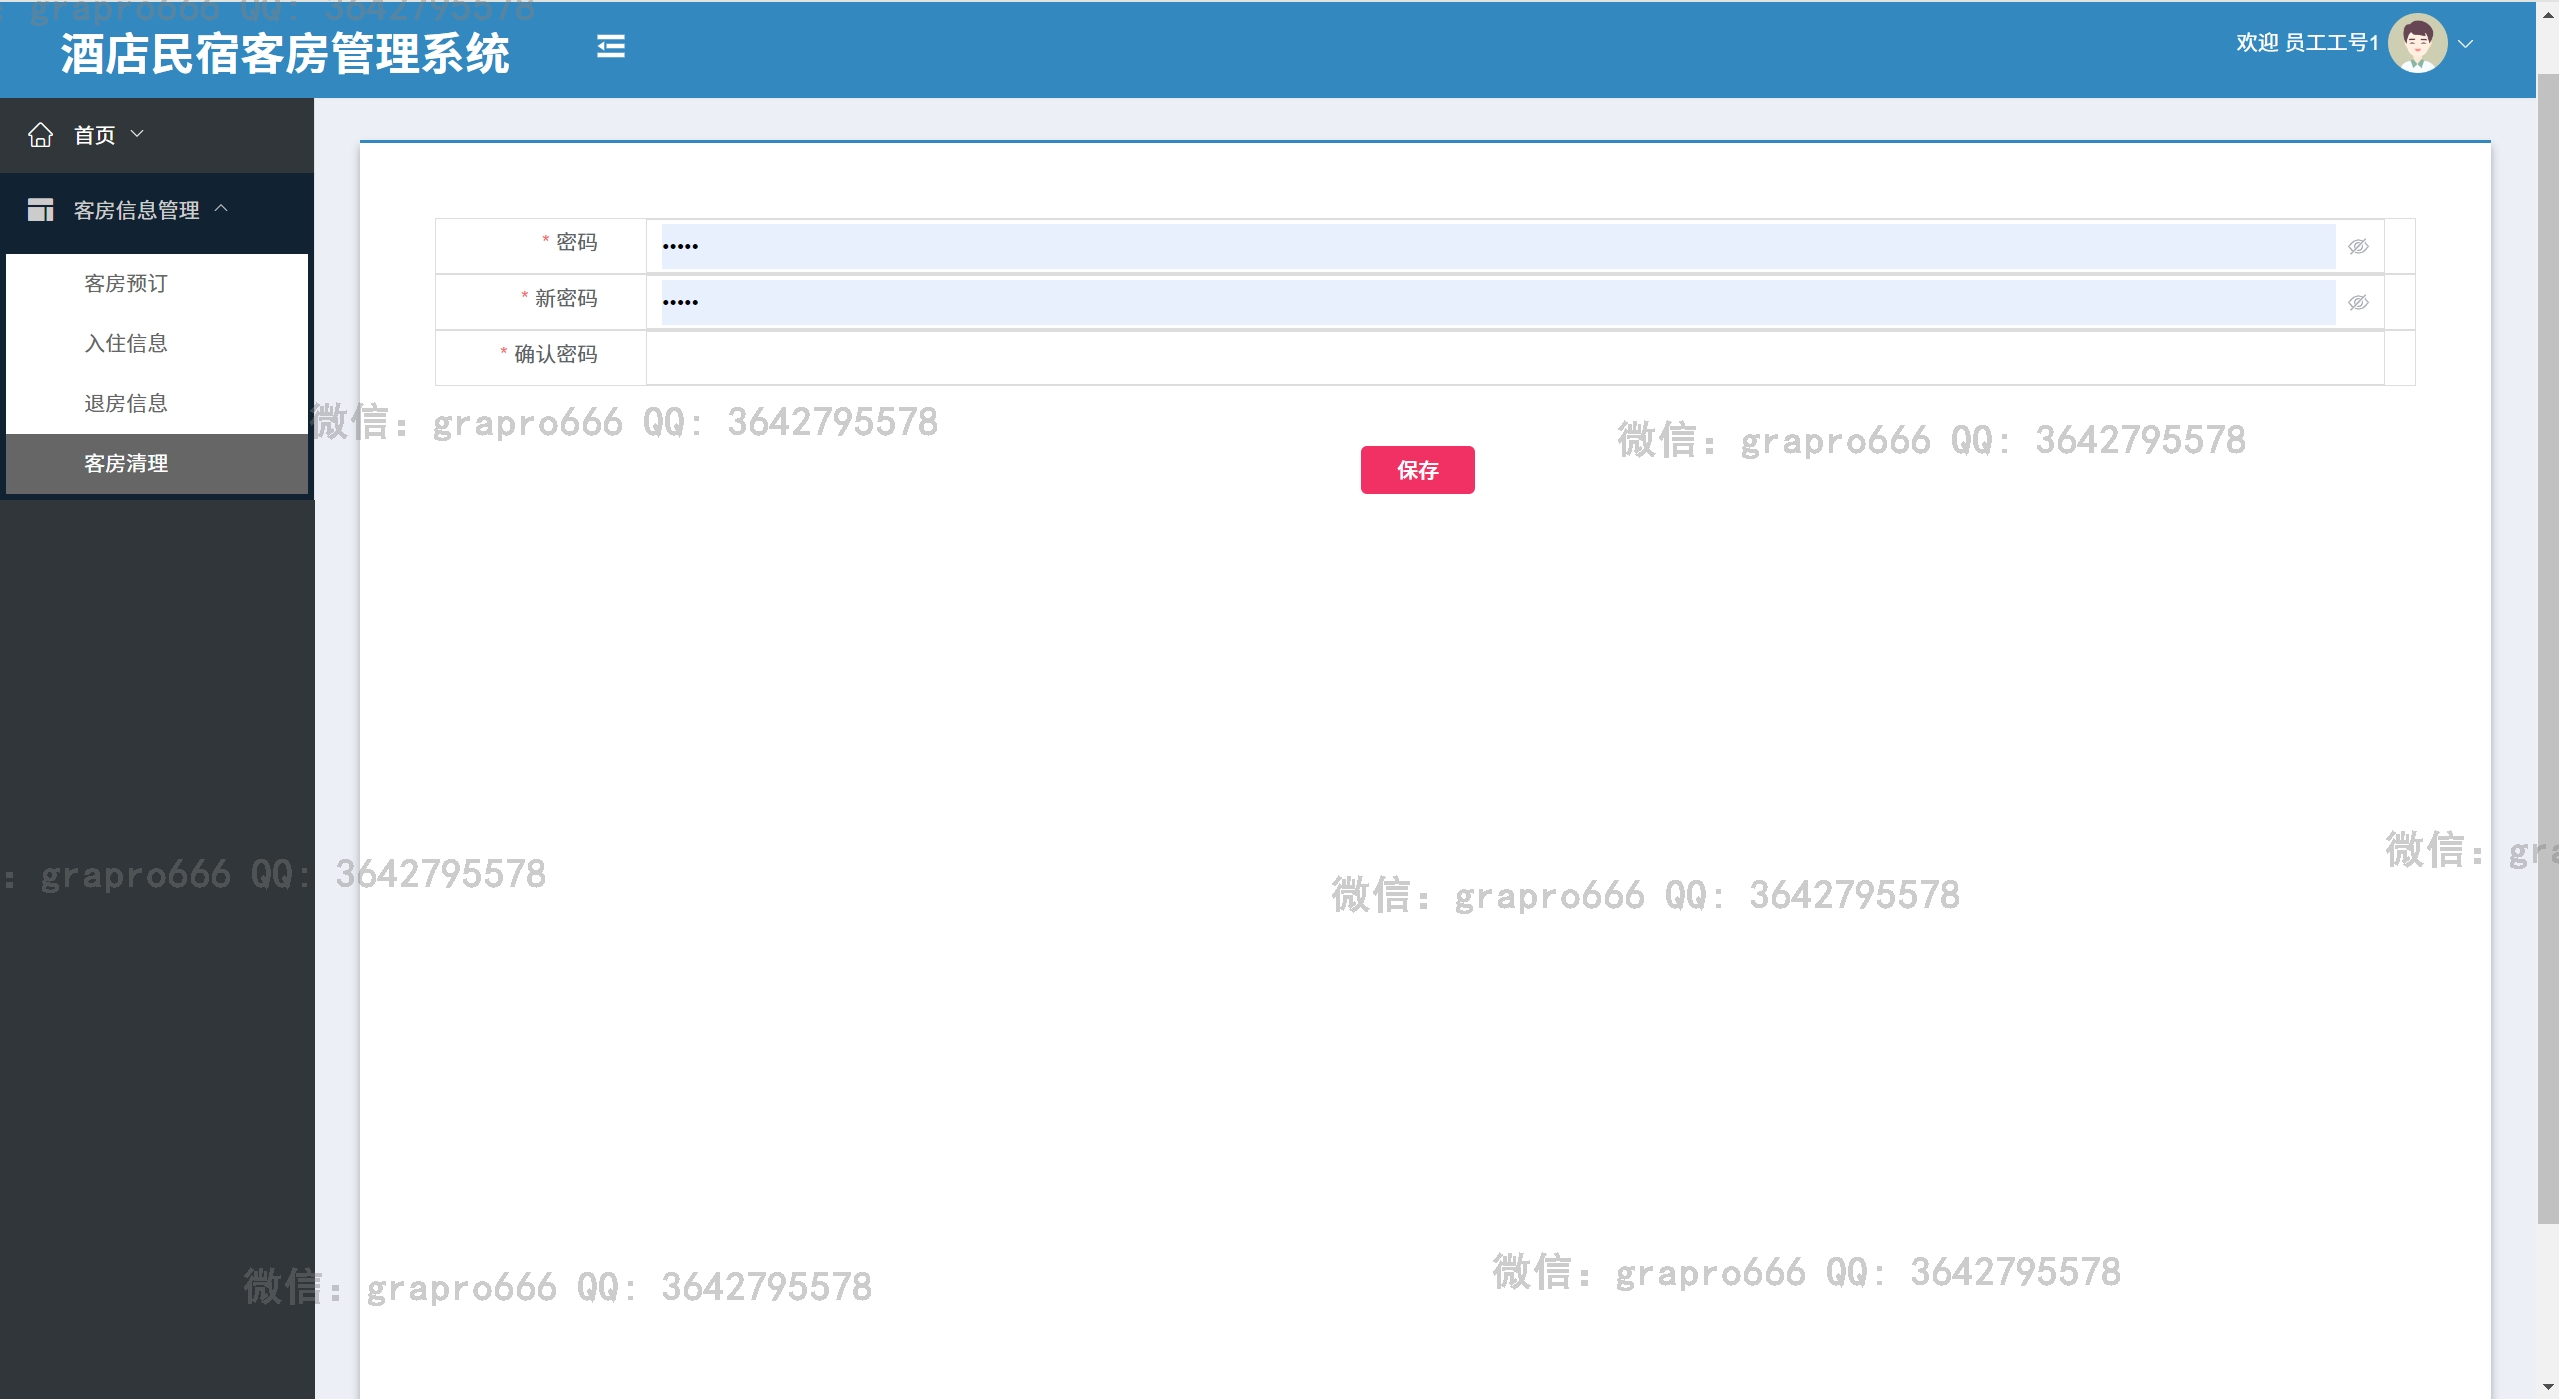 : grapro666 QQ: 3642795578
酒店民宿客房管理系统
欢迎 员工工号1
首页
客房信息管理
客房预订
入住信息
退房信息
客房清理
* 密码
•••••
* 新密码
•••••
* 确认密码
微信: grapro666 QQ: 3642795578
微信: grapro666 QQ: 3642795578
保存
微信: gra
: grapro666 QQ: 3642795578
微信: grapro666 QQ: 3642795578
微信: grapro666 QQ: 3642795578
微信: grapro666 QQ: 3642795578